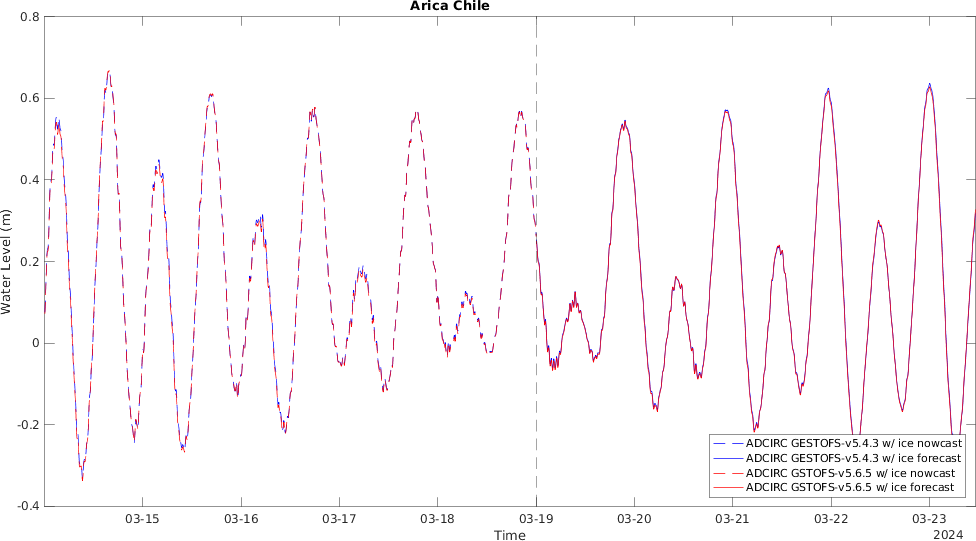 Arica Chile
0.8
0.6
0.4
0.2
0
-0.2
-0.4
Water Level (m)
03-15 03-16 03-17 03-18 03-19 03-20 03-21 03-22 03-23
Time
2024
ADCIRC GESTOFS-v5.4.3 w/ ice nowcast
ADCIRC GESTOFS-v5.4.3 w/ ice forecast
ADCIRC GSTOFS-v5.6.5 w/ ice nowcast
ADCIRC GSTOFS-v5.6.5 w/ ice forecast